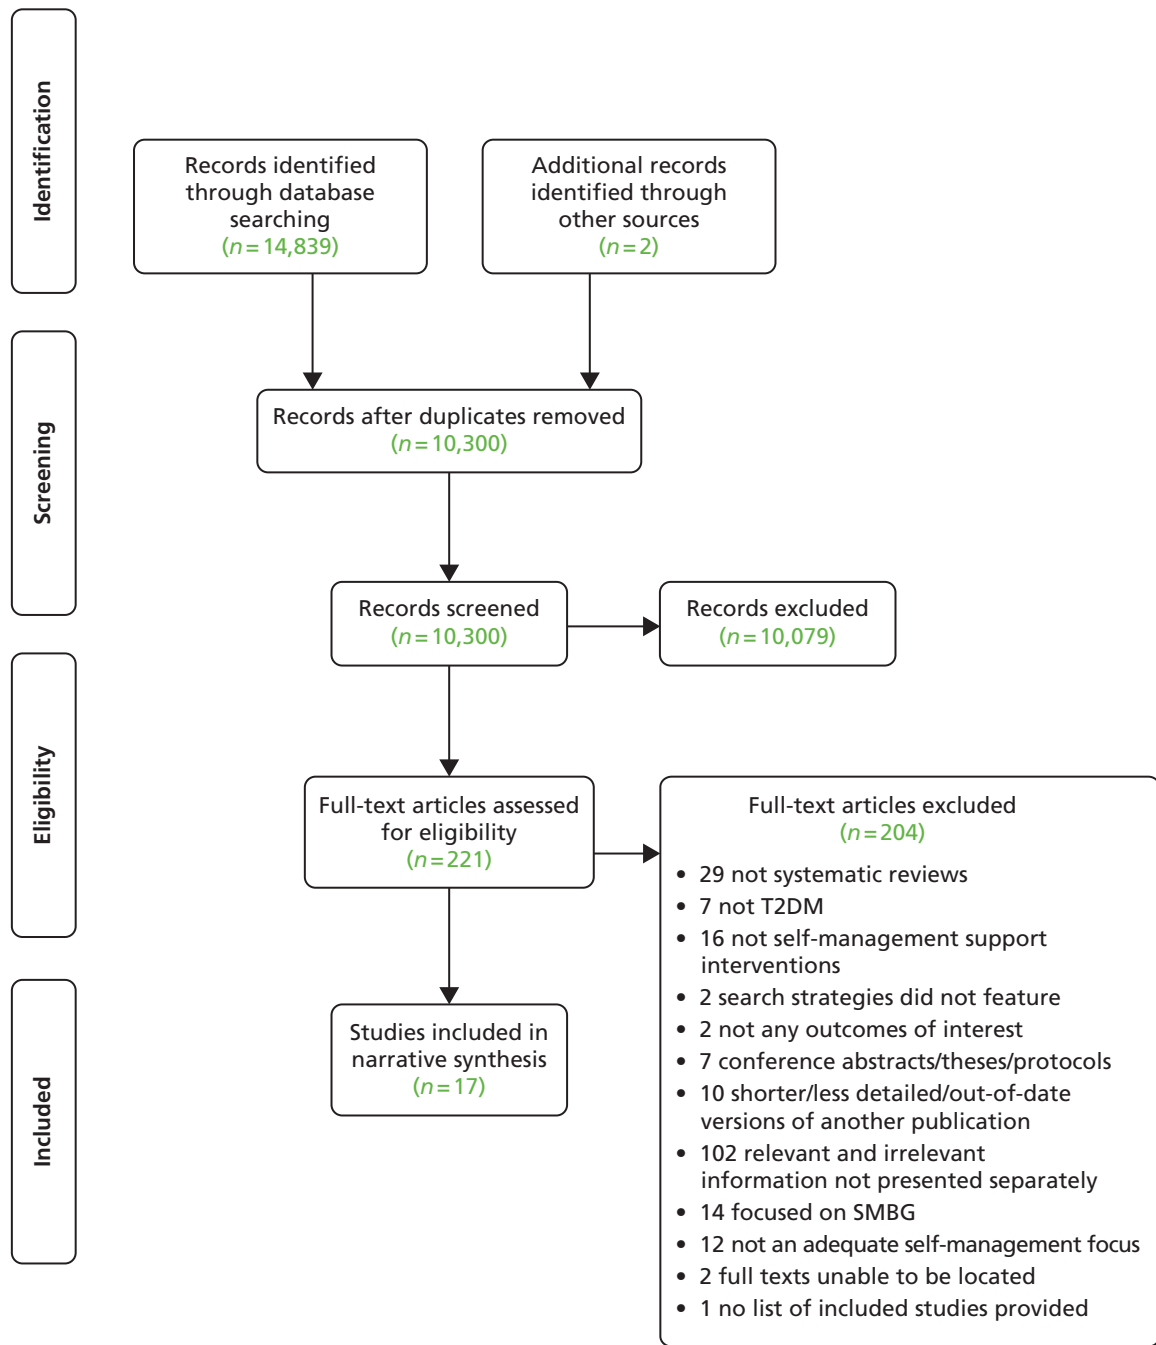 Identification
Records identified
through database
searching
(n=14,839)
Additional records
identified through
other sources
(n=2)
Screening
Records after duplicates removed
(n=10,300)
Records screened
(n=10,300)
Records excluded
(n=10,079)
Eligibility
Full-text articles assessed
for eligibility
(n=221)
Full-text articles excluded
(n=204)
• 29 not systematic reviews
• 7 not T2DM
• 16 not self-management support
interventions
• 2 search strategies did not feature
• 2 not any outcomes of interest
• 7 conference abstracts/theses/protocols
• 10 shorter/less detailed/out-of-date
versions of another publication
• 102 relevant and irrelevant
information not presented separately
• 14 focused on SMBG
• 12 not an adequate self-management focus
• 2 full texts unable to be located
• 1 no list of included studies provided
Included
Studies included in
narrative synthesis
(n=17)